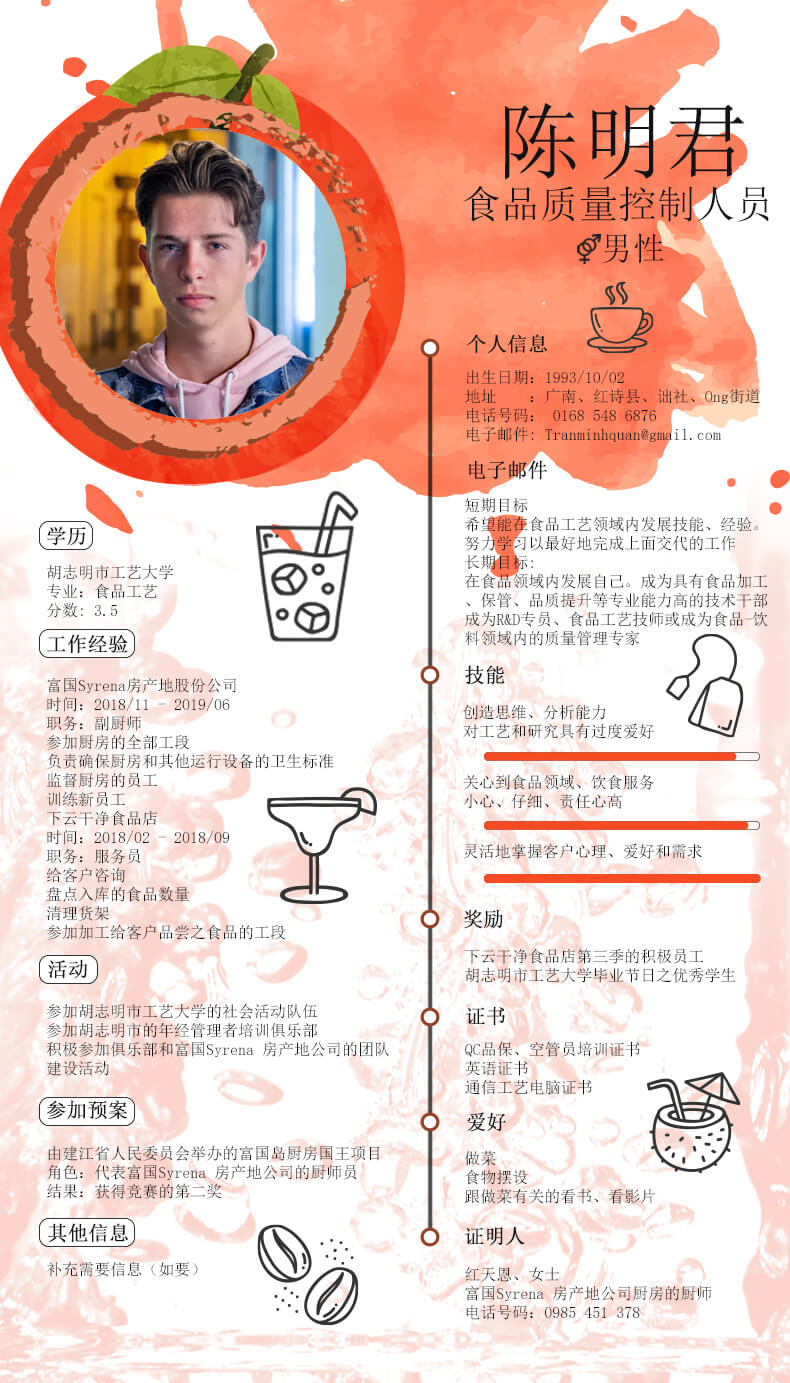 陈明君
食品质量控制人员
男性
个人信息
出生日期: 1993/10/02
地址　　: 广南、红诗县、泏社、Ong街道
电话号码:　0168 548 6876
电子邮件: Tranminhquan@gmail.com
电子邮件
短期目标
希望能在食品工艺领域内发展技能、经验。
努力学习以最好地完成上面交代的工作
长期目标:
在食品领域内发展自己。成为具有食品加工
、保管、品质提升等专业能力高的技术干部
成为R&D专员、食品工艺技师或成为食品-饮
料领域内的质量管理专家
技能
创造思维、分析能力
对工艺和研究具有过度爱好
关心到食品领域、饮食服务
小心、仔细、责任心高
灵活地掌握客户心理、爱好和需求
奖励
下云干净食品店第三季的积极员工
胡志明市工艺大学毕业节日之优秀学生
证书
QC品保、空管员培训证书
英语证书
通信工艺电脑证书
爱好
做菜
食物摆设
跟做菜有关的看书、看影片
证明人
红天恩、女士
富国Syrena 房产地公司厨房的厨师
电话号码：0985 451 378
学历
胡志明市工艺大学
专业: 食品工艺
分数: 3.5
工作经验
富国Syrena房产地股份公司
时间: 2018/11 - 2019/06
职务: 副厨师
参加厨房的全部工段
负责确保厨房和其他运行设备的卫生标准
监督厨房的员工
训练新员工
下云干净食品店
时间: 2018/02 - 2018/09
职务: 服务员
给客户咨询
盘点入库的食品数量
清理货架
参加加工给客户品尝之食品的工段
活动
参加胡志明市工艺大学的社会活动队伍
参加胡志明市的年经管理者培训俱乐部
积极参加俱乐部和富国Syrena 房产地公司的团队
建设活动
参加预案
由建江省人民委员会举办的富国岛厨房国王项目
角色: 代表富国Syrena 房产地公司的厨师员
结果: 获得竞赛的第二奖
其他信息
补充需要信息（如要）